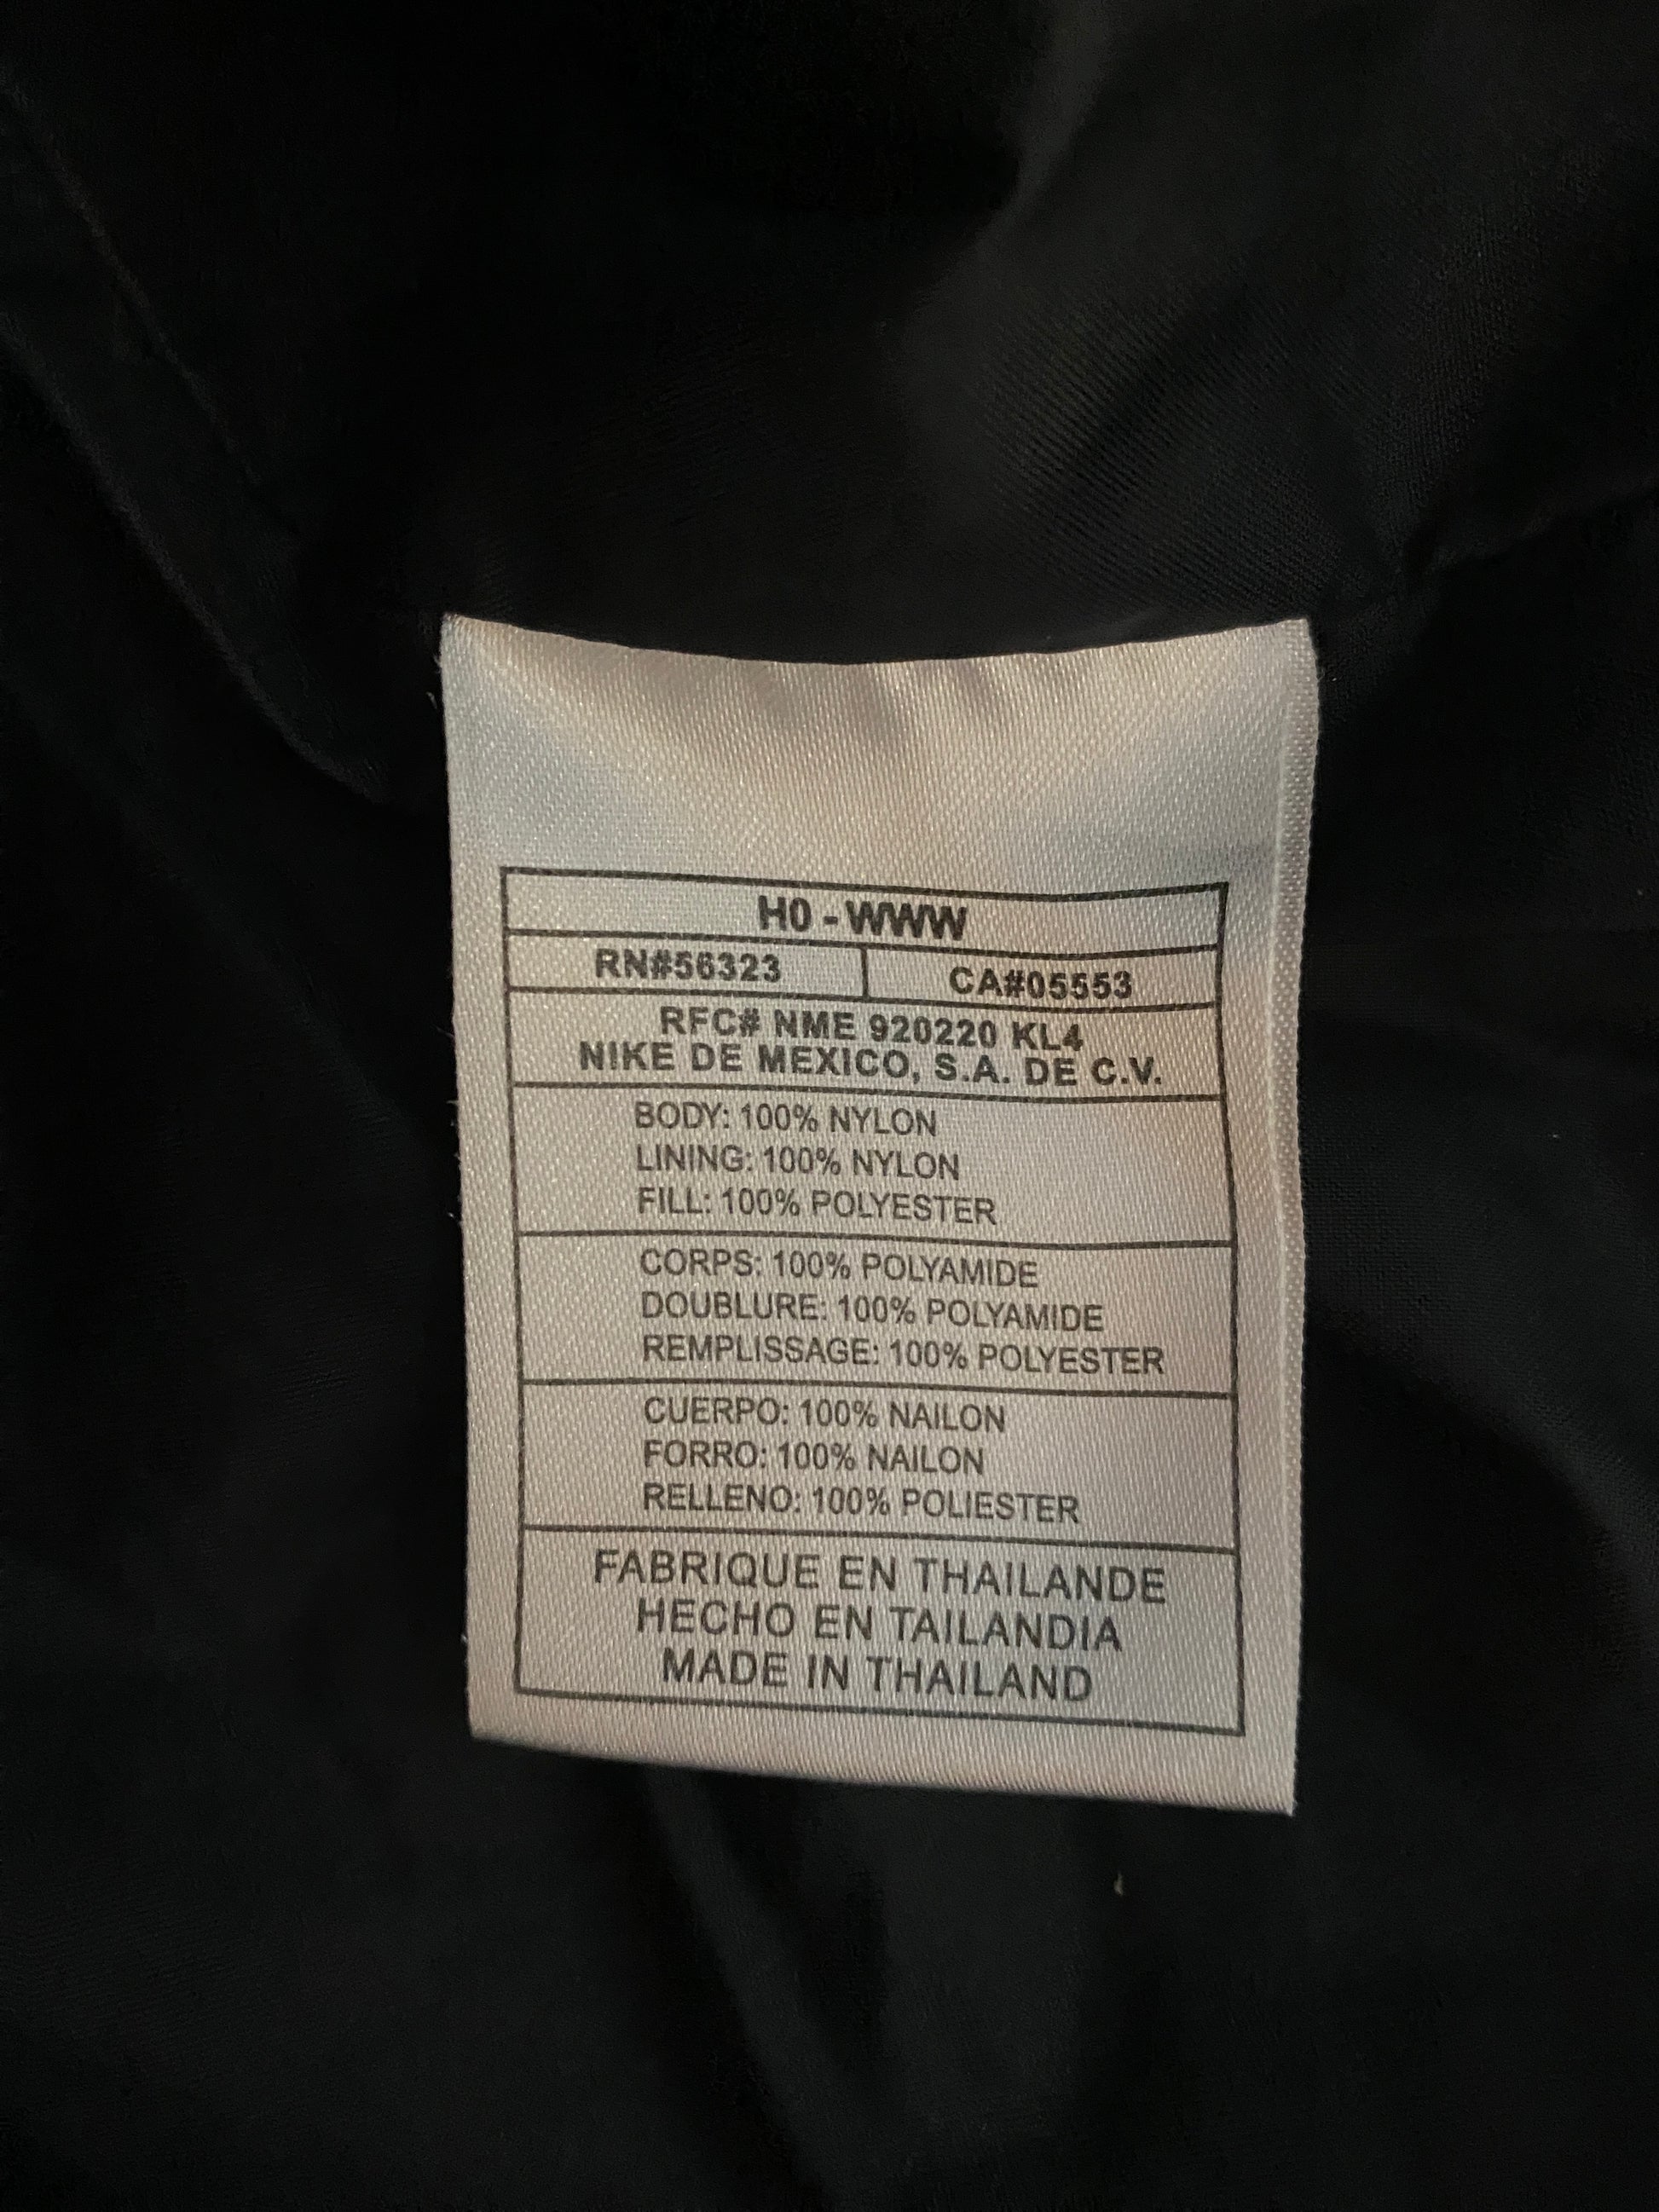 H0 - WWW
RN#56323 CA#05553
RFC# NME 920220 KL4
NIKE DE MEXICO, S.A. DE C.V.
BODY: 100% NYLON
LINING: 100% NYLON
FILL: 100% POLYESTER
CORPS: 100% POLYAMIDE
DOUBLURE: 100% POLYAMIDE
REMPLISSAGE: 100% POLYESTER
CUERPO: 100% NAILON
FORRO: 100% NAILON
RELLENO: 100% POLIESTER
FABRIQUE EN THAILANDE
HECHO EN TAILANDIA
MADE IN THAILAND